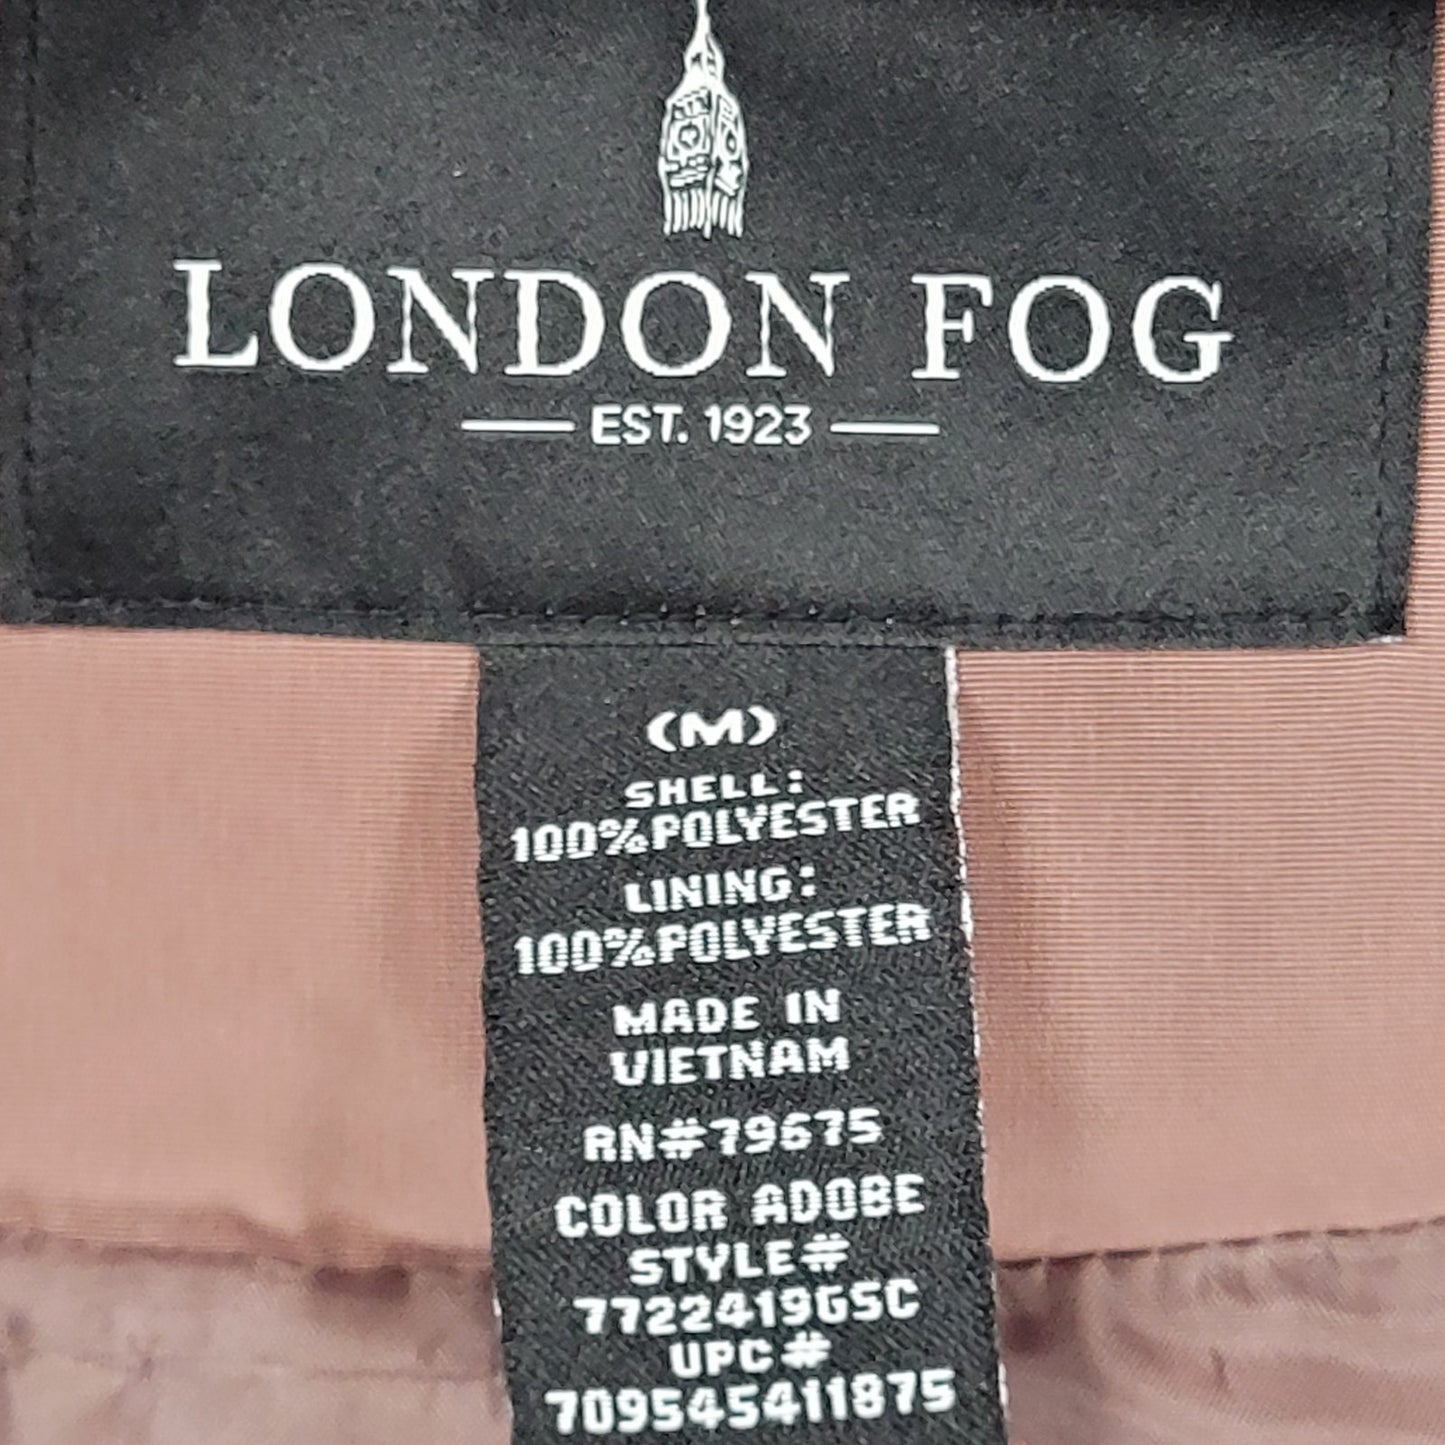 LONDON FOG
EST. 1923
(M)
SHELL:
100%POLYESTER
LINING:
100%POLYESTER
MADE IN
VIETNAM
RN#79675
COLOR ADOBE
STYLE#
7722419GSC
UPC#
709545411875